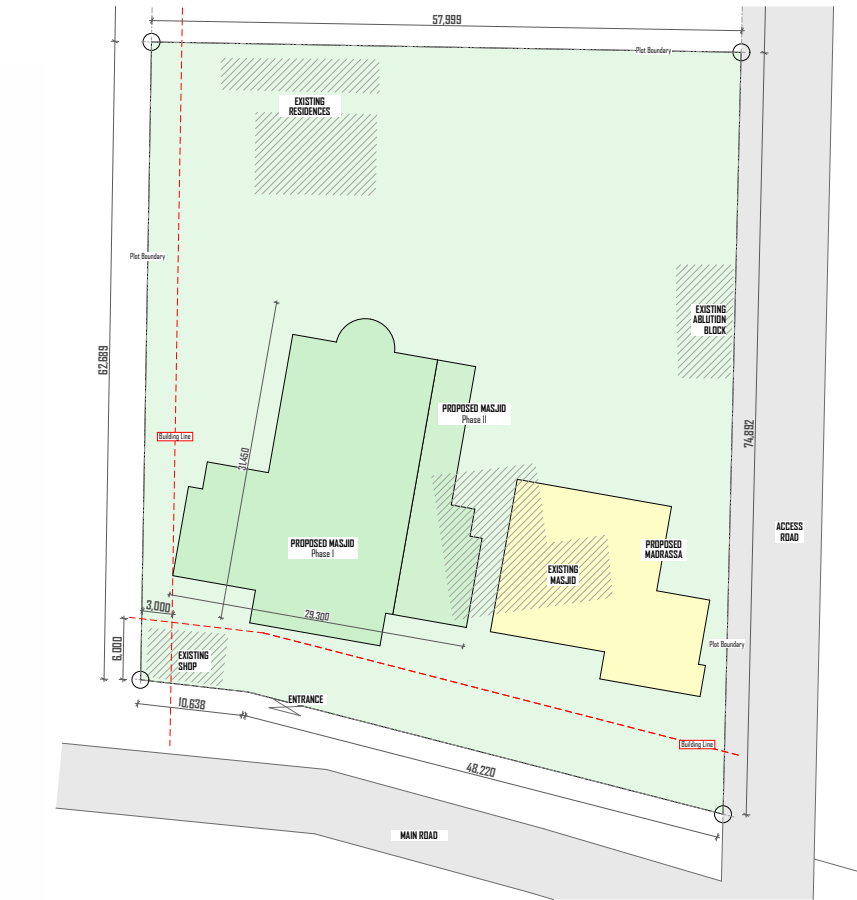 57,999
Plot Boundary
EXISTING
RESIDENCES
Plot Boundary
EXISTING
ABLUTION
BLOCK
62,689
PROPOSED MASJID
Phase II
Building Line
74,892
31,450
ACCESS
ROAD
PROPOSED MASJID
Phase I
PROPOSED
MADRASSA
EXISTING
MASJID
3,000
29,300
6,000
Plot Boundary
EXISTING
SHOP
10,638
ENTRANCE
Building Line
48,220
MAIN ROAD